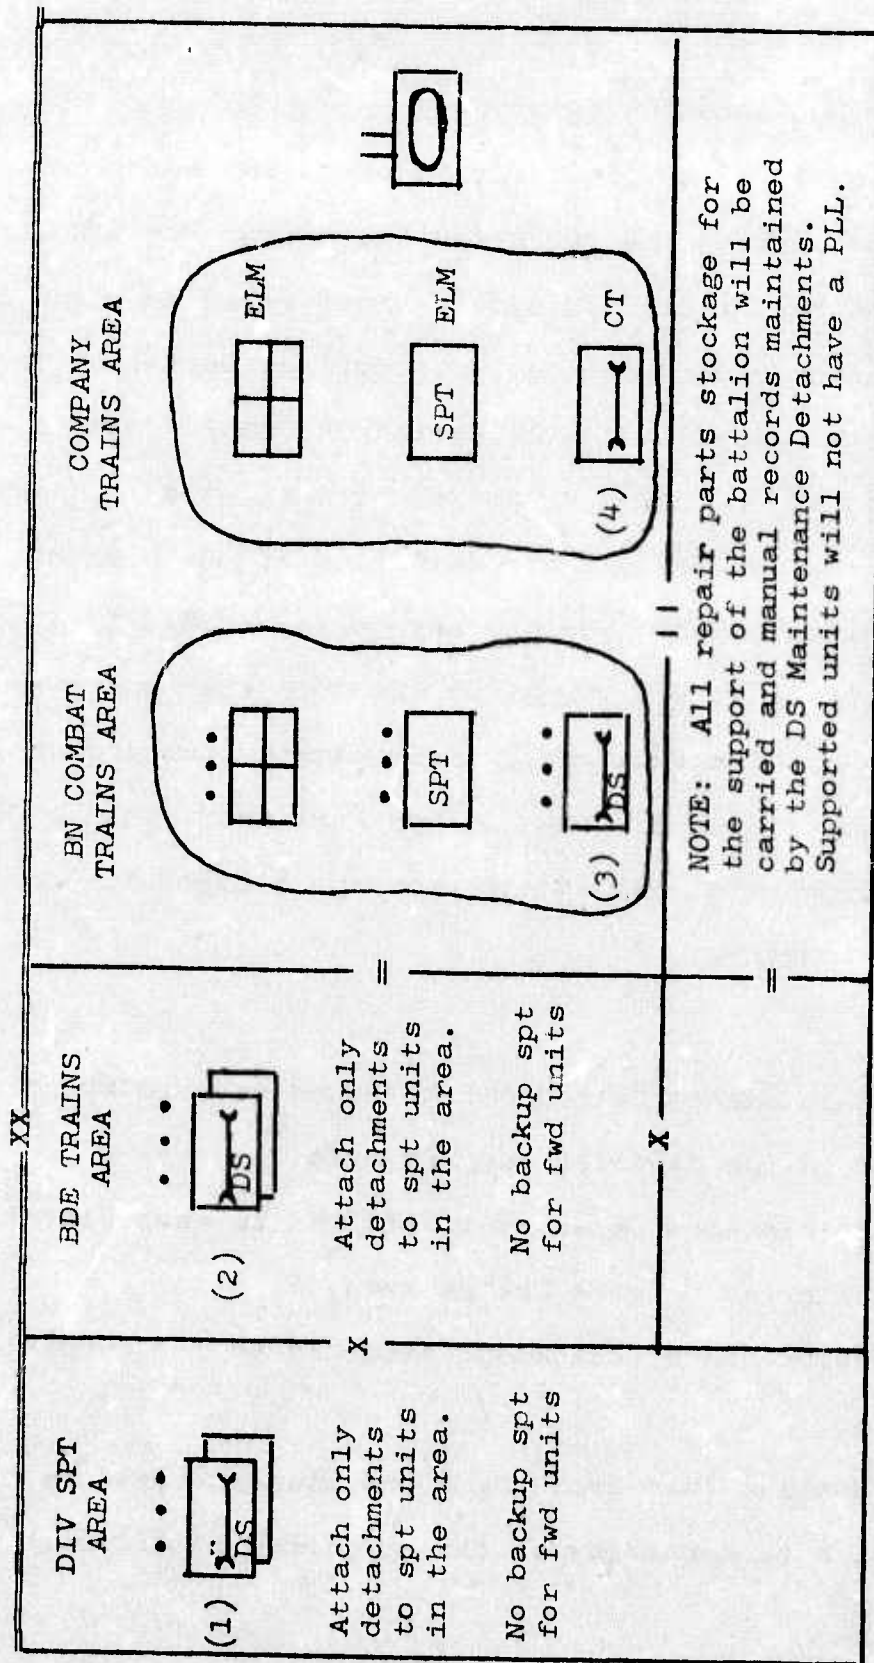 XX
DIV SPT
AREA
(1)
DS
Attach only
detachments
to spt units
in the area.
No backup spt
for fwd units
X
BDE TRAINS
AREA
(2)
DS
Attach only
detachments
to spt units
in the area.
No backup spt
for fwd units
X
BN COMBAT
TRAINS AREA
SPT
(3)
DS
COMPANY
TRAINS AREA
ELM
SPT
ELM
(4)
CT
NOTE: All repair parts stockage for
the support of the battalion will be
carried and manual records maintained
by the DS Maintenance Detachments.
Supported units will not have a PLL.